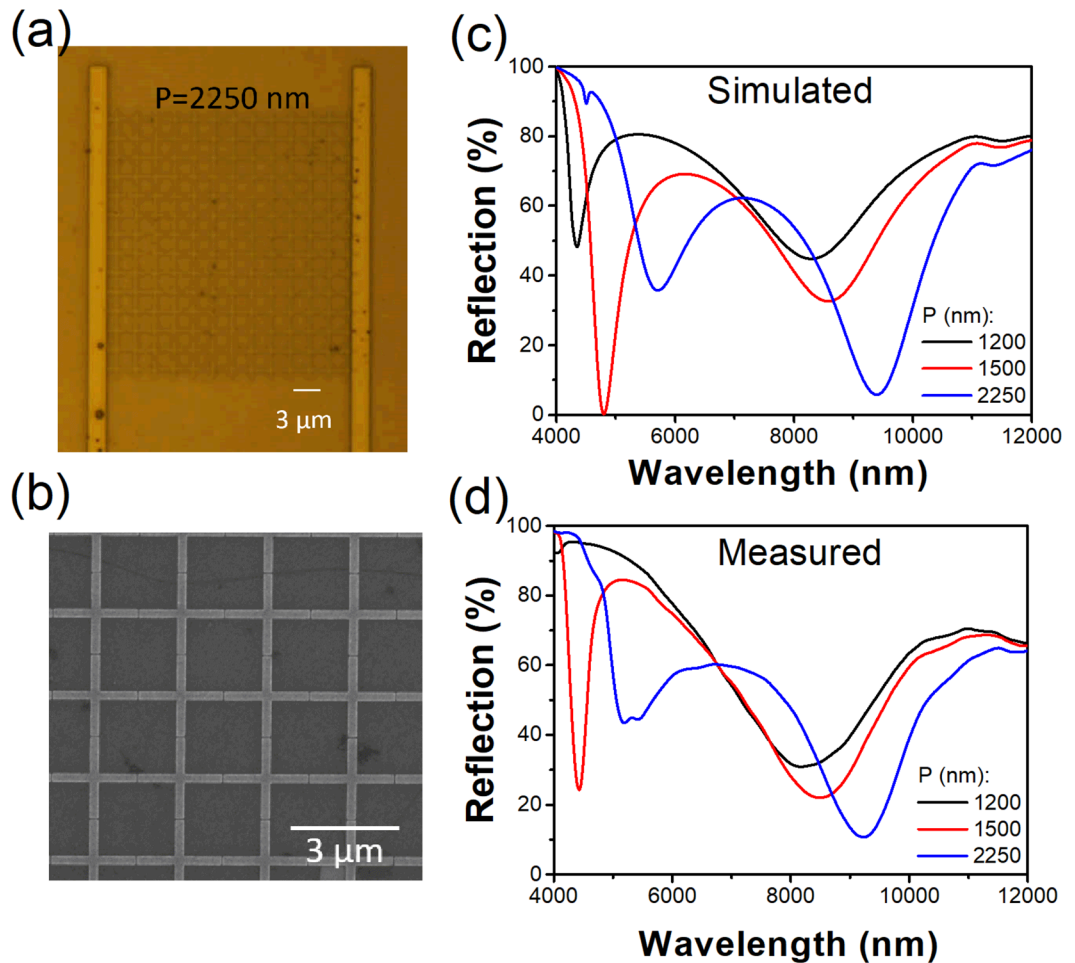 (a)
P=2250 nm
3 μm
(b)
3 μm
(c)
Simulated
Reflection (%)
100
80
60
40
20
0
4000 6000 8000 10000 12000
Wavelength (nm)
P (nm):
1200
1500
2250
(d)
Measured
Reflection (%)
100
80
60
40
20
0
4000 6000 8000 10000 12000
Wavelength (nm)
P (nm):
1200
1500
2250